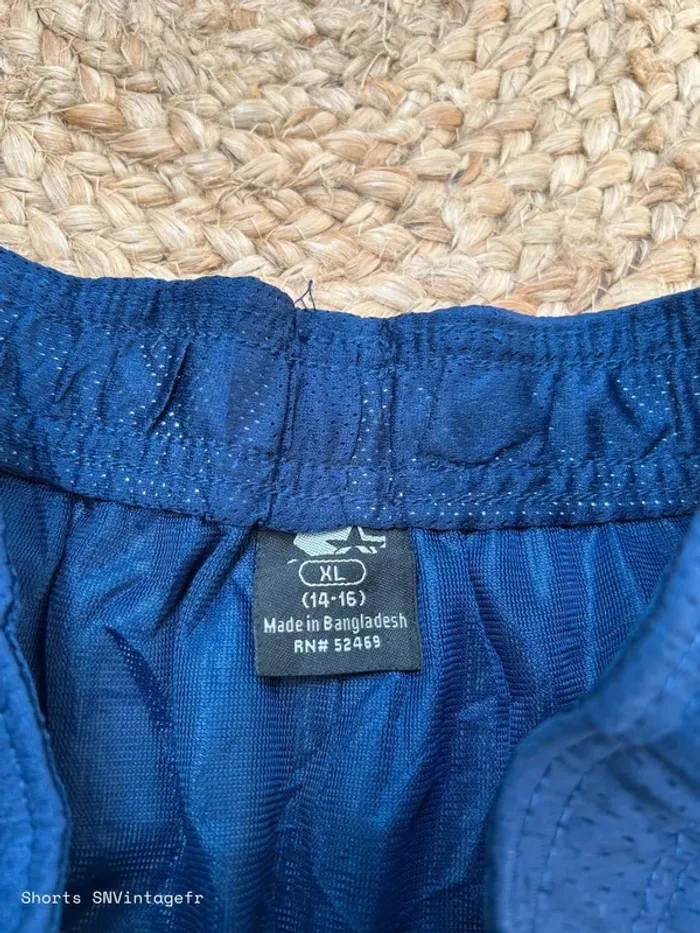 XL
(14-16)
Made in Bangladesh
RN# 52469
Shorts SNVintagefr